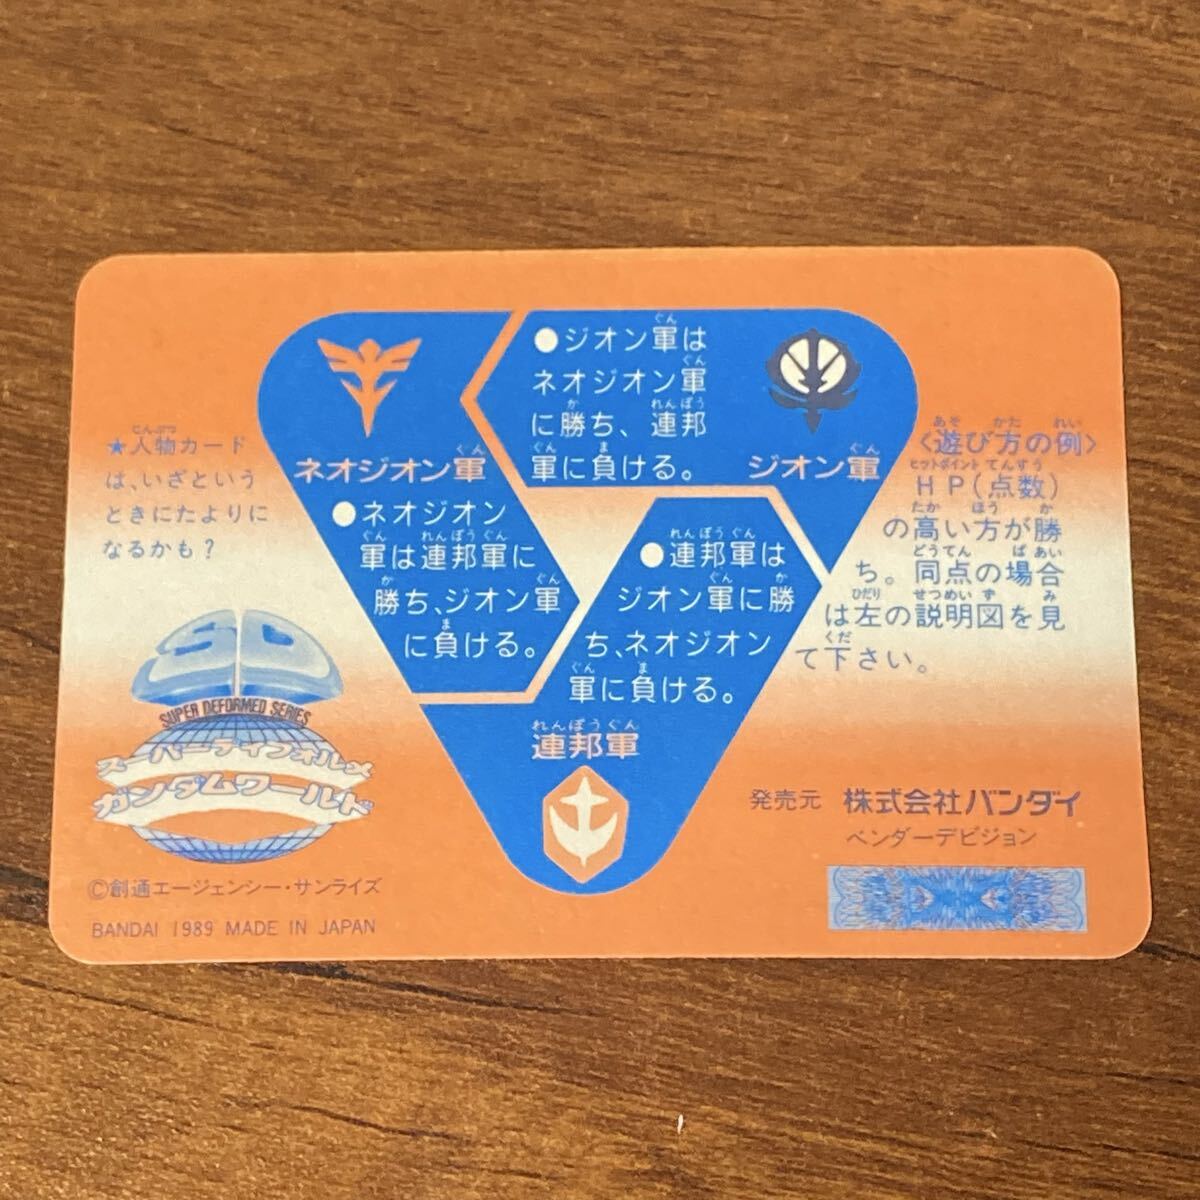 ●ジオン軍は
ネオジオン軍
に勝ち、連邦
軍に負ける。
ネオジオン軍
ジオン軍
●ネオジオン
軍は連邦軍に
勝ち、ジオン軍
に負ける。
●連邦軍は
ジオン軍に勝
ち、ネオジオン
軍に負ける。
連邦軍
★人物カード
は、いざという
ときにたよりに
なるかも?
〈遊び方の例〉
HP(点数)
の高い方が勝
ち。同点の場合
は左の説明図を見
て下さい。
SUPER DEFORMED SERIES
スーパーディフォルメ
ガンダムワールド
©創通エージェンシー・サンライズ
BANDAI 1989 MADE IN JAPAN
発売元 株式会社バンダイ
ベンダーデビジョン